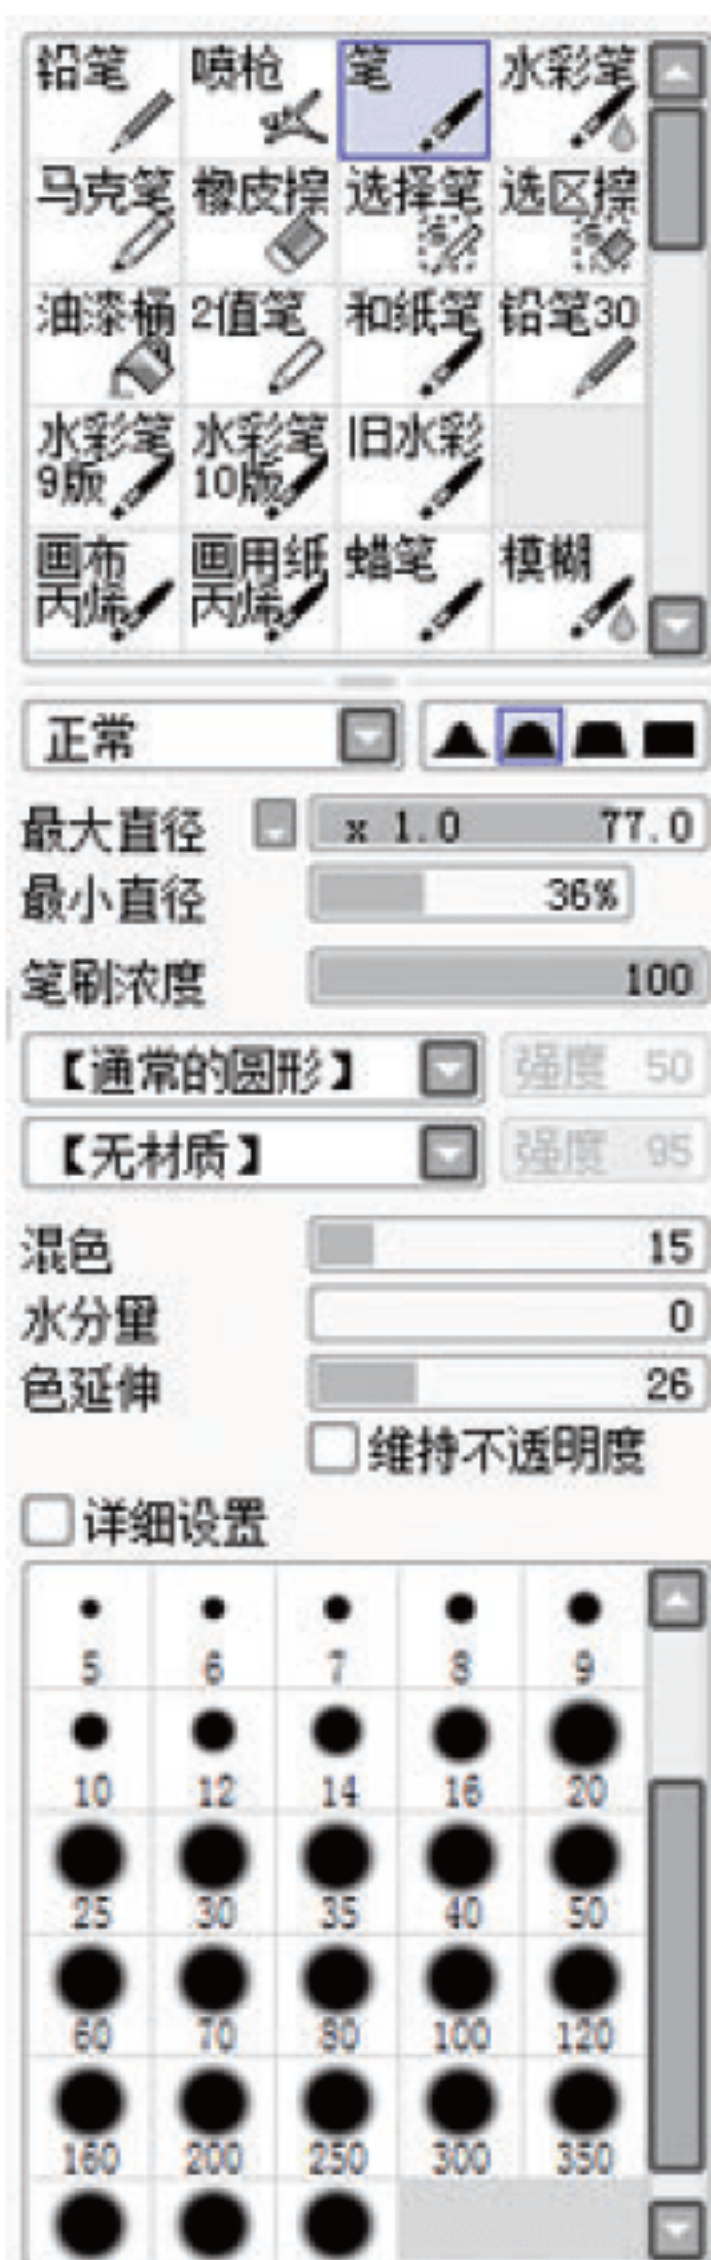 铅笔 喷枪 笔 水彩笔
马克笔 橡皮擦 选择笔 选区擦
油漆桶 2值笔 和纸笔 铅笔30
水彩笔 水彩笔 旧水彩
9版 10版
画布 画用纸 蜡笔 模糊
丙烯 丙烯
正常
最大直径 x 1.0 77.0
最小直径 36%
笔刷浓度 100
【通常的圆形】 强度 50
【无材质】 强度 95
混色 15
水分量 0
色延伸 26
维持不透明度
详细设置
5 6 7 8 9
10 12 14 16 20
25 30 35 40 50
60 70 80 100 120
160 200 250 300 350